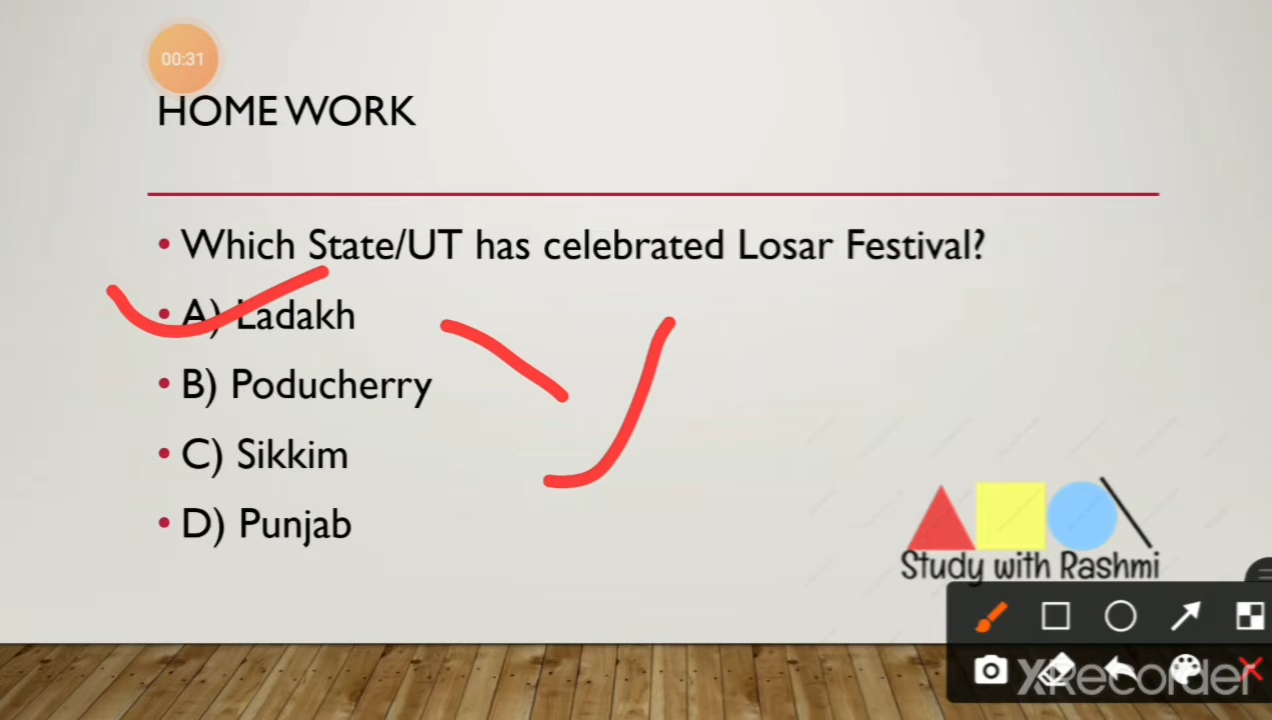 00:31
HOME WORK
• Which State/UT has celebrated Losar Festival?
• A) Ladakh
• B) Poducherry
• C) Sikkim
• D) Punjab
Study with Rashmi
XRecorder